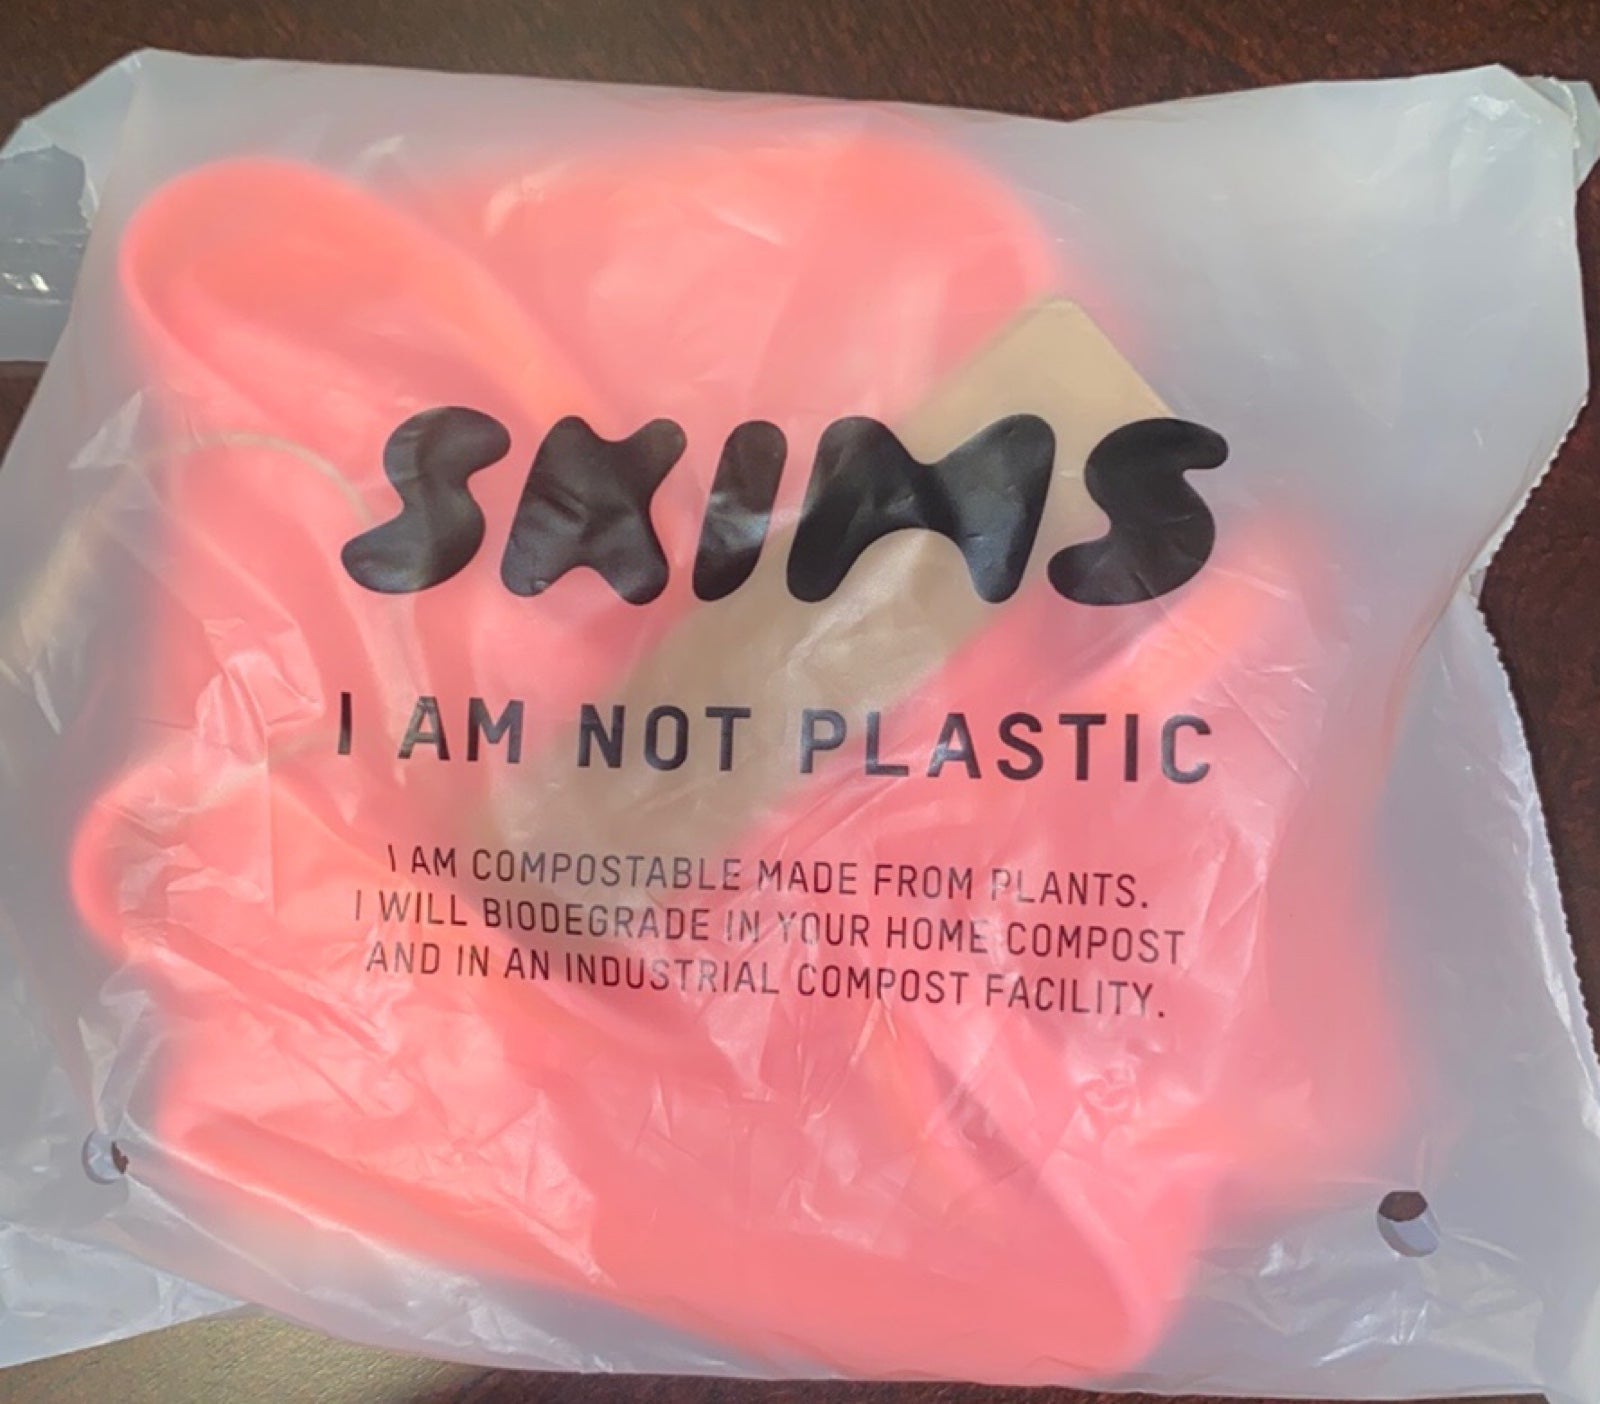 SKIMS
I AM NOT PLASTIC
I AM COMPOSTABLE MADE FROM PLANTS.
I WILL BIODEGRADE IN YOUR HOME COMPOST
AND IN AN INDUSTRIAL COMPOST FACILITY.